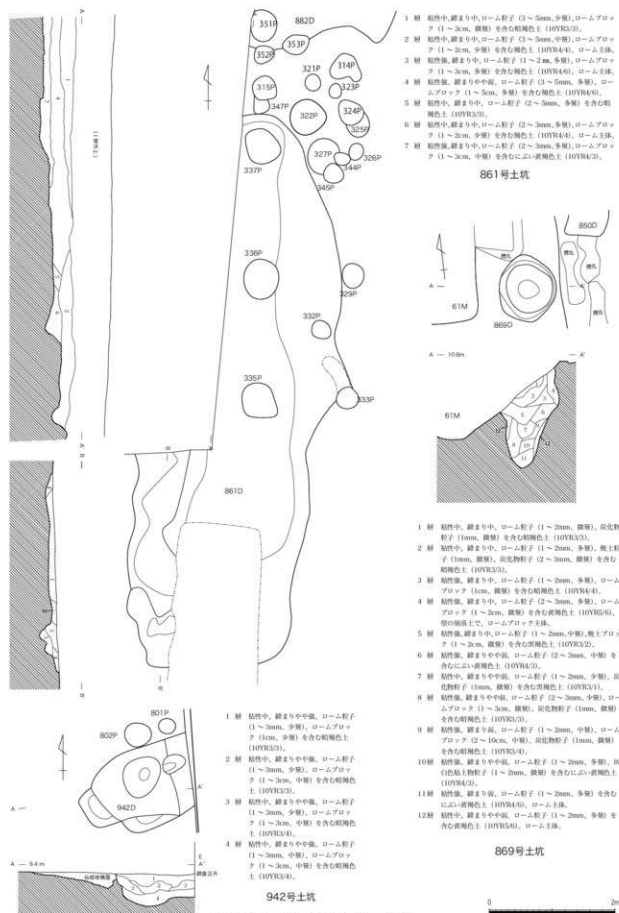 351P
882D
352P
353P
321P
314P
315P
323P
347P
322P
324P
325P
327P
326P
344P
337P
345P
336P
329P
332P
335P
333P
861D
1 層 粘性中、締まり中、ローム粒子（3～5mm、少量）、ロームブロッ
ク（1～3cm、微量）を含む暗褐色土（10YR3/3）。
2 層 粘性中、締まり中、ローム粒子（3～5mm、中量）、ロームブロッ
ク（1～2cm、少量）を含む褐色土（10YR4/4）、ローム主体。
3 層 粘性強、締まり中、ローム粒子（1～2㎜、多量）、ロームブロッ
ク（1～3cm、多量）を含む褐色土（10YR4/6）、ローム主体。
4 層 粘性強、締まりやや弱、ローム粒子（3～5mm、多量）、ローム
ブロック（1～5cm、多量）を含む褐色土（10YR4/6）。
5 層 粘性中、締まり中、ローム粒子（2～5mm、多量）を含む暗
褐色土（10YR3/3）。
6 層 粘性中、締まり中、ローム粒子（2～3mm、多量）、ロームブロッ
ク（1～2cm、少量）を含む褐色土（10YR4/4）、ローム主体。
7 層 粘性強、締まり中、ローム粒子（2～3mm、多量）、ロームブロッ
ク（1～3cm、中量）を含むにぶい黄褐色土（10YR4/3）。
861号土坑
850D
撹乱
撹乱
撹乱
A
A'
61M
869D
A — 10.6m — A'
61M
1 層 粘性中、締まり中、ローム粒子（1～2mm、微量）、炭化物
粒子（1mm、微量）を含む暗褐色土（10YR3/3）。
2 層 粘性中、締まり中、ローム粒子（1～2mm、多量）、焼土粒
子（1mm、微量）、炭化物粒子（2～3mm、微量）を含む
暗褐色土（10YR3/3）。
3 層 粘性強、締まり中、ローム粒子（1～2mm、多量）、ローム
ブロック（1cm、微量）を含む暗褐色土（10YR4/4）。
4 層 粘性強、締まり中、ローム粒子（2～3mm、多量）、ローム
ブロック（1～2cm、微量）を含む黄褐色土（10YR5/6）、
壁の崩落土で、ロームブロック主体。
5 層 粘性強、締まり中、ローム粒子（1～2mm、中量）、焼土ブロッ
ク（1～2cm、微量）を含む黒褐色土（10YR3/2）。
6 層 粘性強、締まりやや弱、ローム粒子（2～3mm、中量）を
含むにぶい黄褐色土（10YR4/3）。
7 層 粘性強、締まりやや弱、ローム粒子（1～2mm、少量）、炭
化物粒子（1mm、微量）を含む黒褐色土（10YR3/1）。
8 層 粘性強、締まりやや弱、ローム粒子（2～3mm、少量）、ロー
ムブロック（1～3cm、微量）、炭化物粒子（1mm、微量）
を含む暗褐色土（10YR3/3）。
9 層 粘性強、締まり弱、ローム粒子（1～2mm、中量）、ローム
ブロック（2～10cm、中量）、炭化物粒子（1mm、微量）
を含む暗褐色土（10YR3/4）。
10層 粘性強、締まりやや弱、ローム粒子（1～2mm、多量）、灰
白色粘土粒子（1～2mm、微量）を含むにぶい黄褐色土
（10YR4/3）。
11層 粘性強、締まり弱、ローム粒子（1～2mm、多量）を含む
にぶい黄褐色土（10YR4/6）、ローム主体。
12層 粘性中、締まりやや弱、ローム粒子（1～2mm、多量）を
含む黄褐色土（10YR5/6）、ローム主体。
869号土坑
801P
802P
942D
A
A'
A — 9.4m
A'
調査区外
1 層 粘性中、締まりやや強、ローム粒子
（1～3mm、少量）、ロームブロッ
ク（1cm、少量）を含む暗褐色土
（10YR3/3）。
2 層 粘性中、締まりやや強、ローム粒子
（1～3mm、少量）、ロームブロッ
ク（1～3cm、中量）を含む暗褐色
土（10YR3/3）。
3 層 粘性中、締まりやや強、ローム粒子
（1～3mm、少量）、ロームブロッ
ク（1～3cm、中量）を含む暗褐色
土（10YR3/4）。
4 層 粘性中、締まりやや強、ローム粒子
（1～3mm、中量）、ロームブロッ
ク（1～3cm、中量）を含む暗褐色
土（10YR3/4）。
942号土坑
0
2m